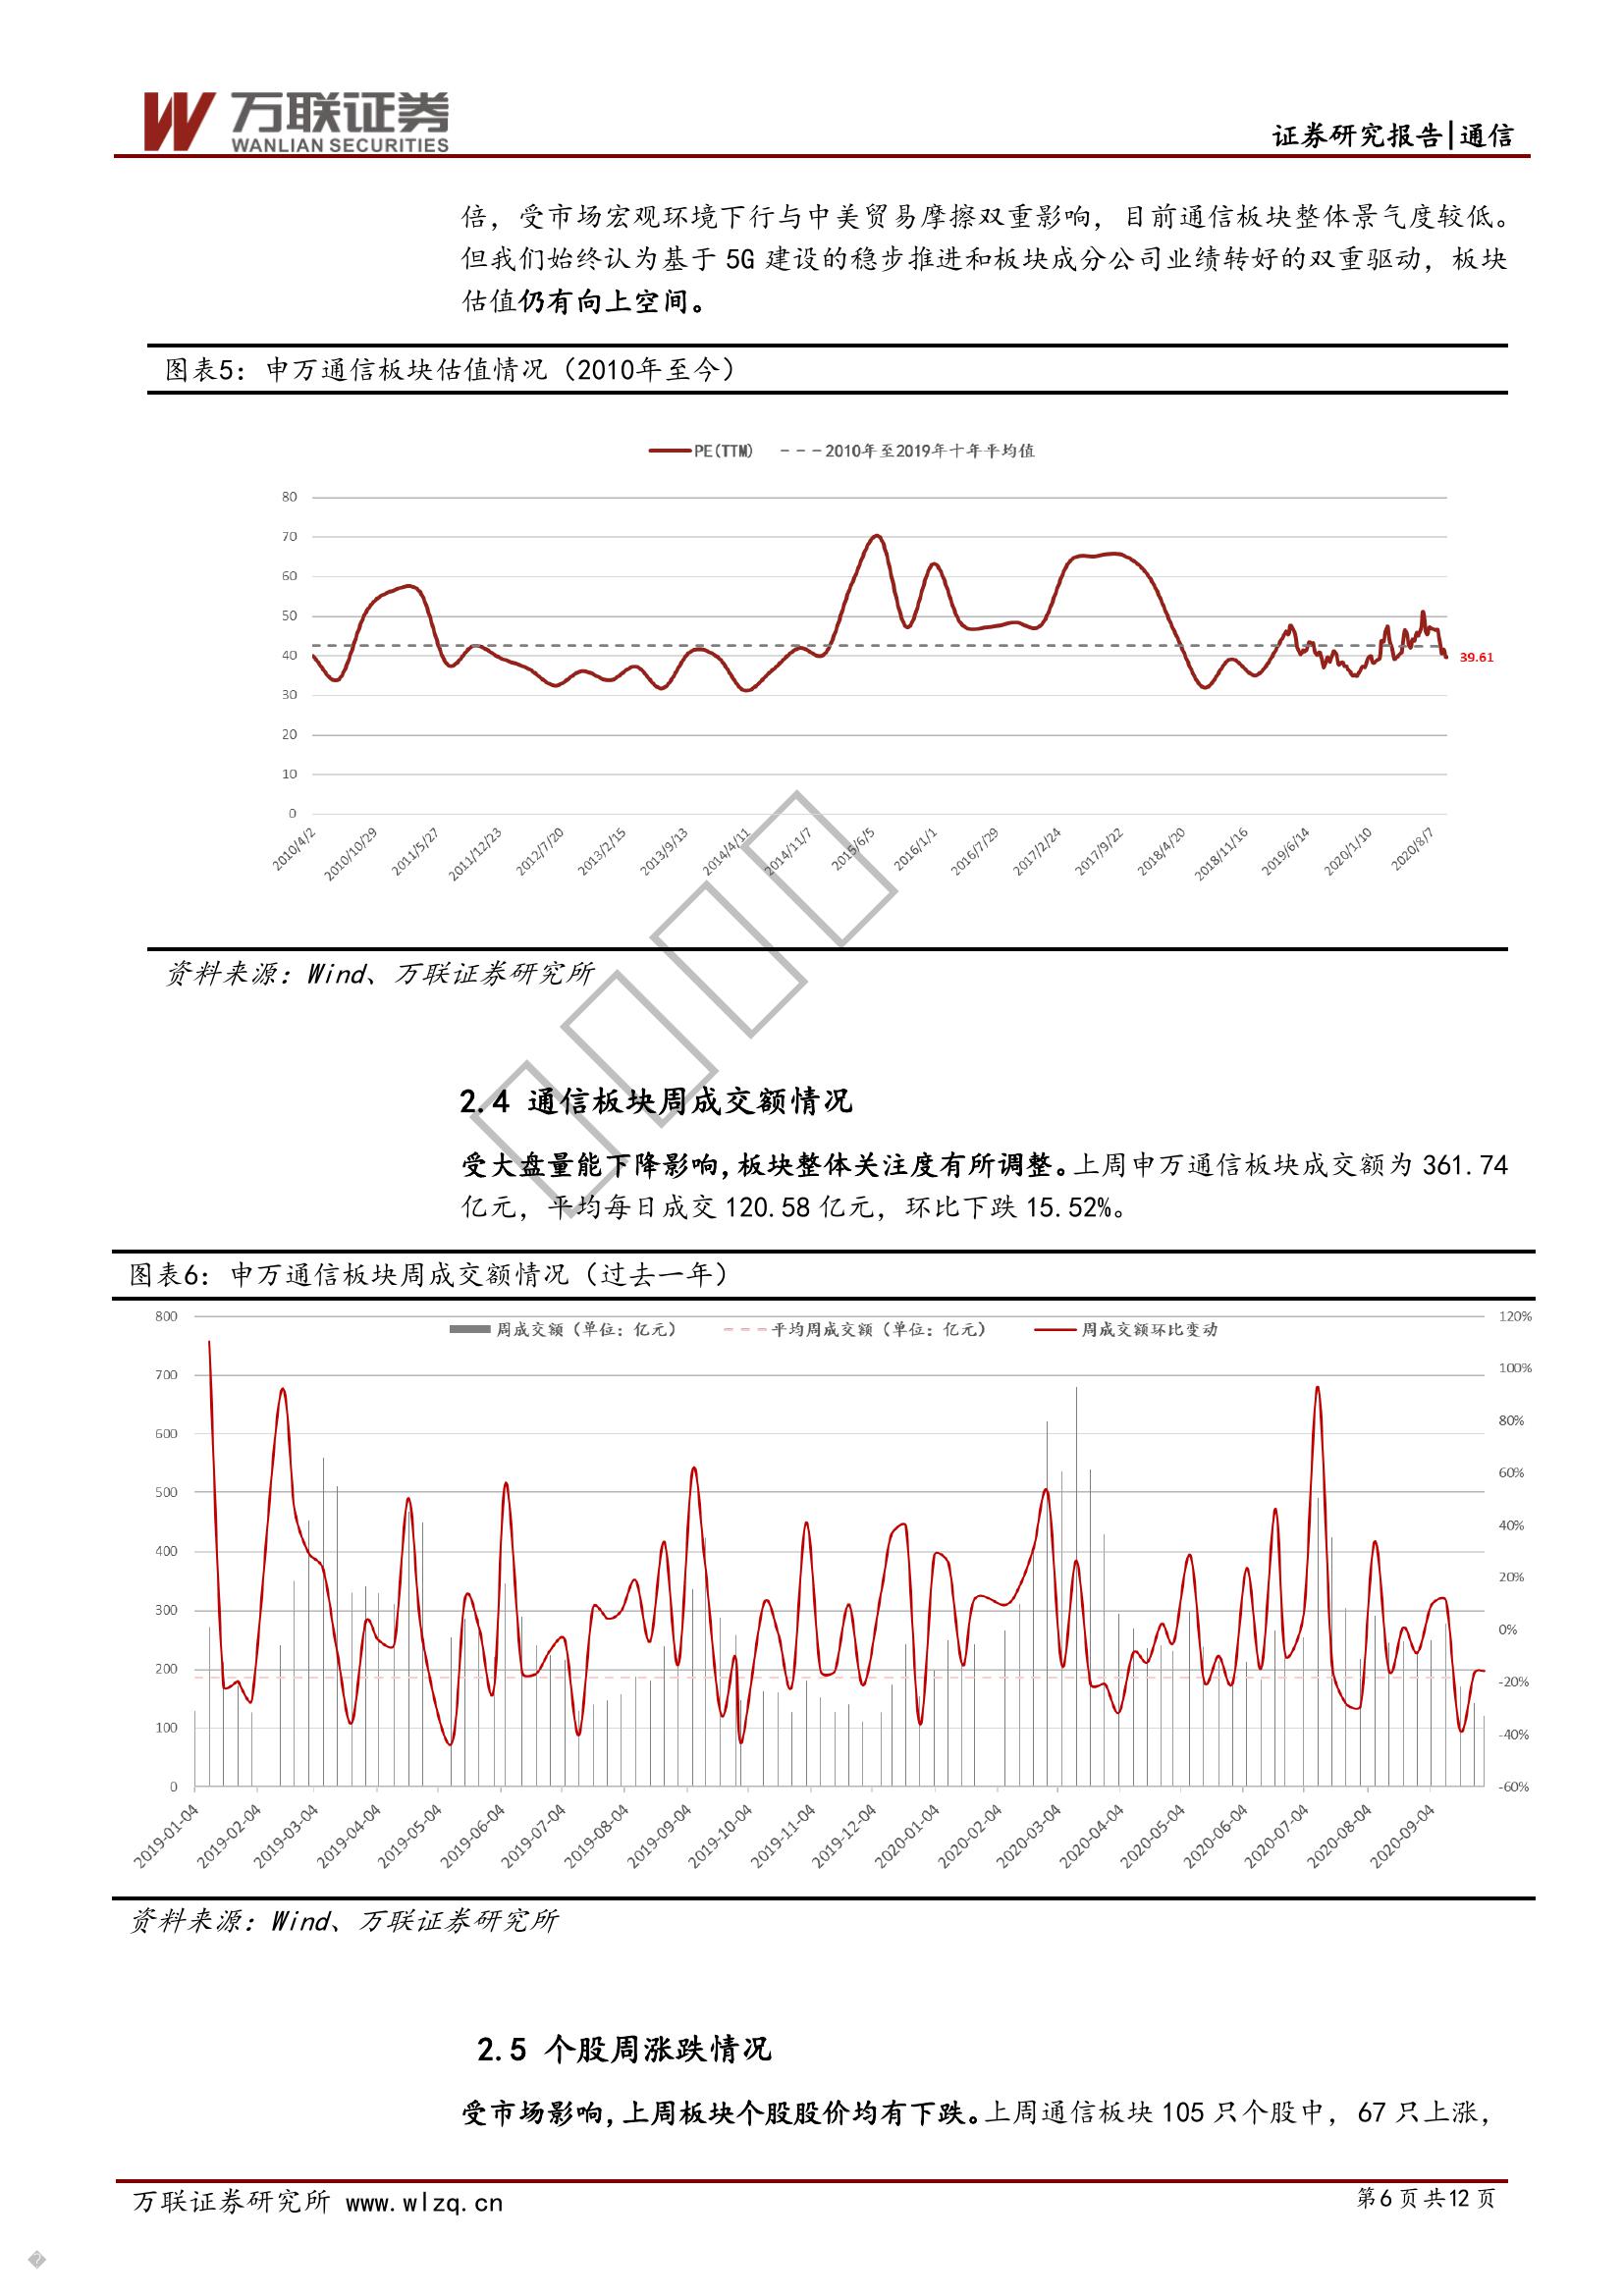 万联证券
WANLIAN SECURITIES
证券研究报告|通信
倍，受市场宏观环境下行与中美贸易摩擦双重影响，目前通信板块整体景气度较低。
但我们始终认为基于 5G 建设的稳步推进和板块成分公司业绩转好的双重驱动，板块
估值仍有向上空间。
图表5：申万通信板块估值情况（2010年至今）
PE(TTM) 2010年至2019年十年平均值
80
70
60
50
40
30
20
10
0
39.61
2010/4/2 2010/10/29 2011/5/27 2011/12/23 2012/7/20 2013/2/15 2013/9/13 2014/4/11 2014/11/7 2015/6/5 2016/1/1 2016/7/29 2017/2/24 2017/9/22 2018/4/20 2018/11/16 2019/6/14 2020/1/10 2020/8/7
资料来源：Wind、万联证券研究所
2.4 通信板块周成交额情况
受大盘量能下降影响，板块整体关注度有所调整。上周申万通信板块成交额为 361.74
亿元，平均每日成交 120.58 亿元，环比下跌 15.52%。
图表6：申万通信板块周成交额情况（过去一年）
周成交额（单位：亿元） 平均周成交额（单位：亿元） 周成交额环比变动
800
700
600
500
400
300
200
100
0
120%
100%
80%
60%
40%
20%
0%
-20%
-40%
-60%
2019-01-04 2019-02-04 2019-03-04 2019-04-04 2019-05-04 2019-06-04 2019-07-04 2019-08-04 2019-09-04 2019-10-04 2019-11-04 2019-12-04 2020-01-04 2020-02-04 2020-03-04 2020-04-04 2020-05-04 2020-06-04 2020-07-04 2020-08-04 2020-09-04
资料来源：Wind、万联证券研究所
2.5 个股周涨跌情况
受市场影响，上周板块个股股价均有下跌。上周通信板块 105 只个股中，67 只上涨，
万联证券研究所 www.wlzq.cn
第 6 页 共 12 页